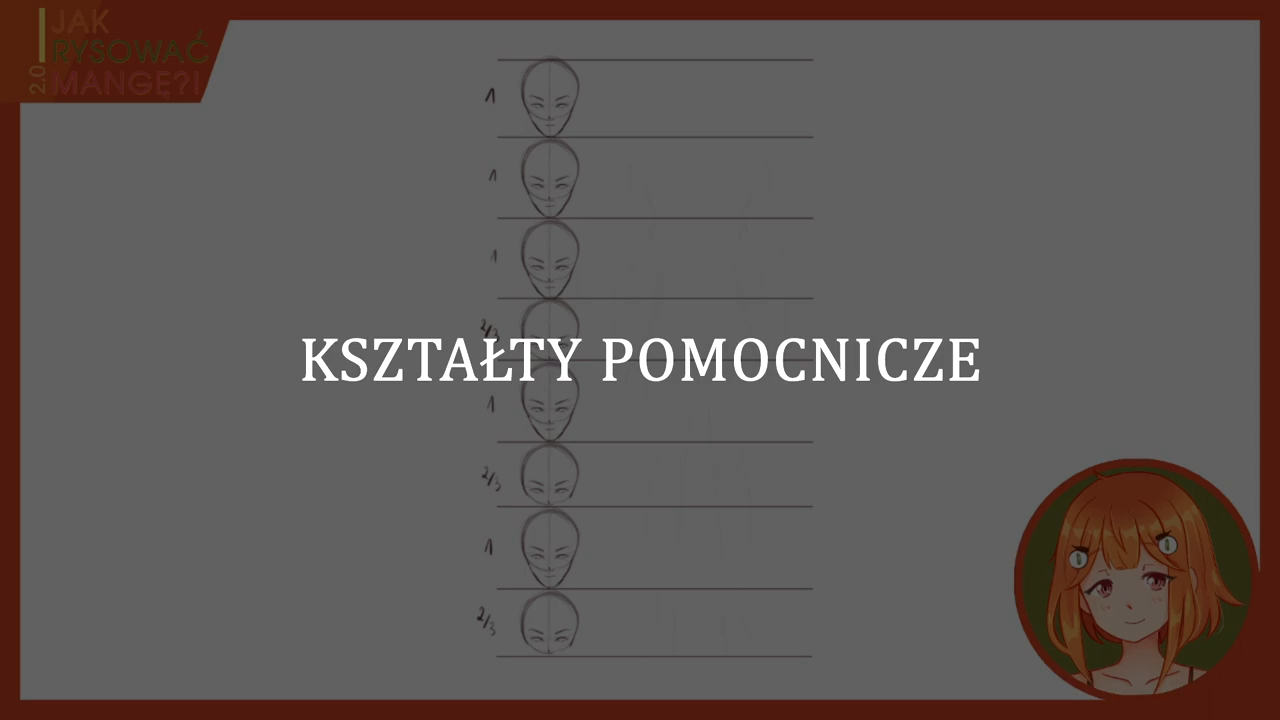 JAK
RYSOWAĆ
MANGĘ?!
2.0
1
1
1
2/3
KSZTAŁTY POMOCNICZE
1
2/3
1
2/3